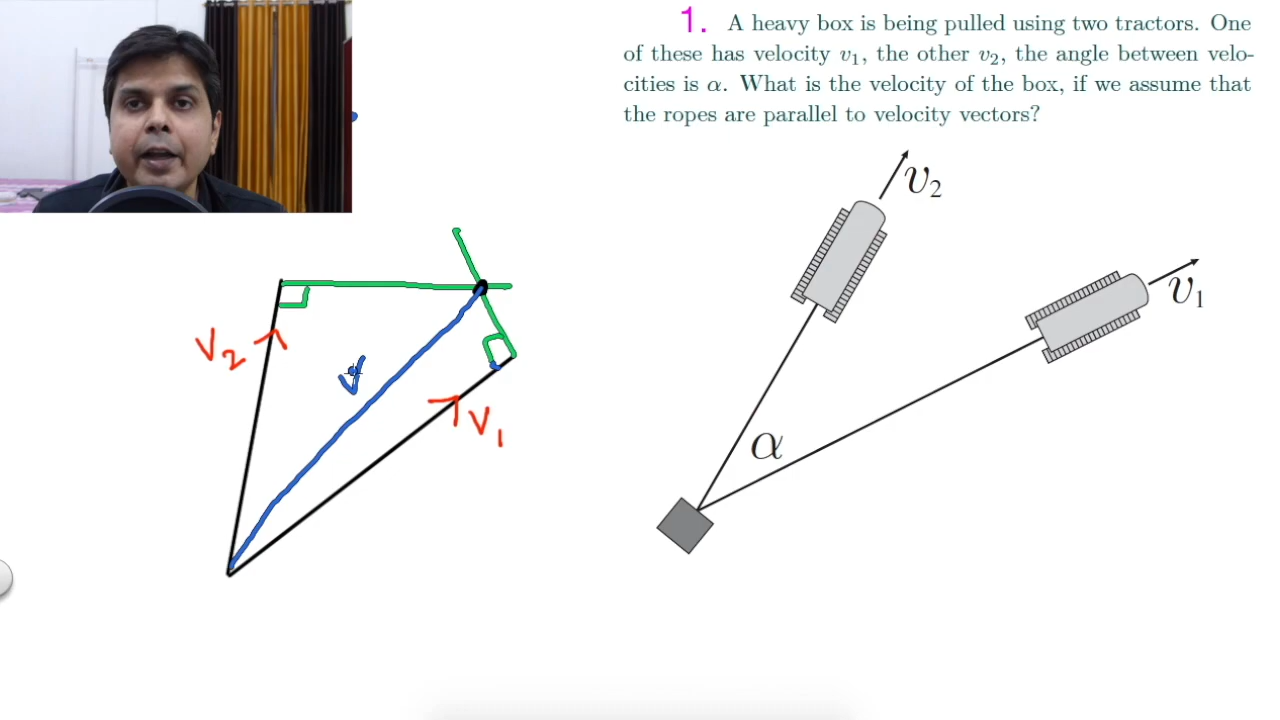 1. A heavy box is being pulled using two tractors. One
of these has velocity v₁, the other v₂, the angle between velo-
cities is α. What is the velocity of the box, if we assume that
the ropes are parallel to velocity vectors?
v₂
v₁
α
V₂
V
V₁